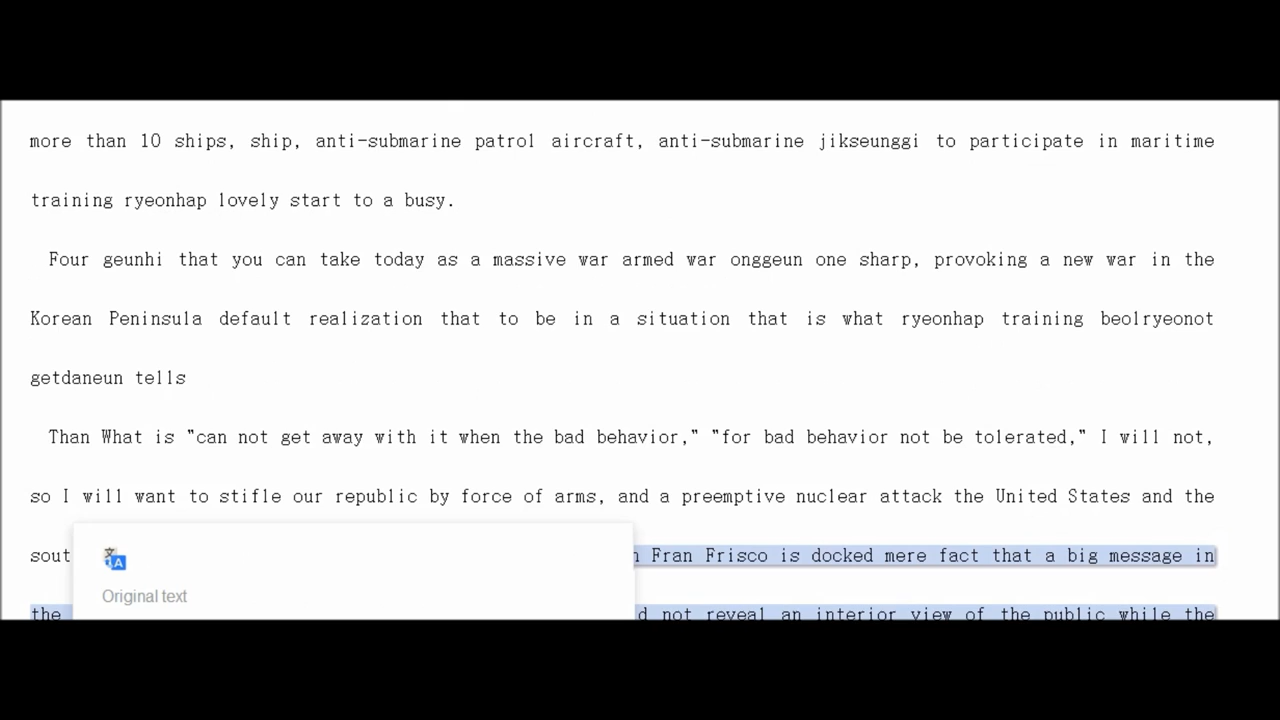 more than 10 ships, ship, anti-submarine patrol aircraft, anti-submarine jikseunggi to participate in maritime
training ryeonhap lovely start to a busy.
Four geunhi that you can take today as a massive war armed war onggeun one sharp, provoking a new war in the
Korean Peninsula default realization that to be in a situation that is what ryeonhap training beolryeonot
getdaneun tells
Than What is "can not get away with it when the bad behavior," "for bad behavior not be tolerated," I will not,
so I will want to stifle our republic by force of arms, and a preemptive nuclear attack the United States and the
Fran Frisco is docked mere fact that a big message in
Original text
the not reveal an interior view of the public while the